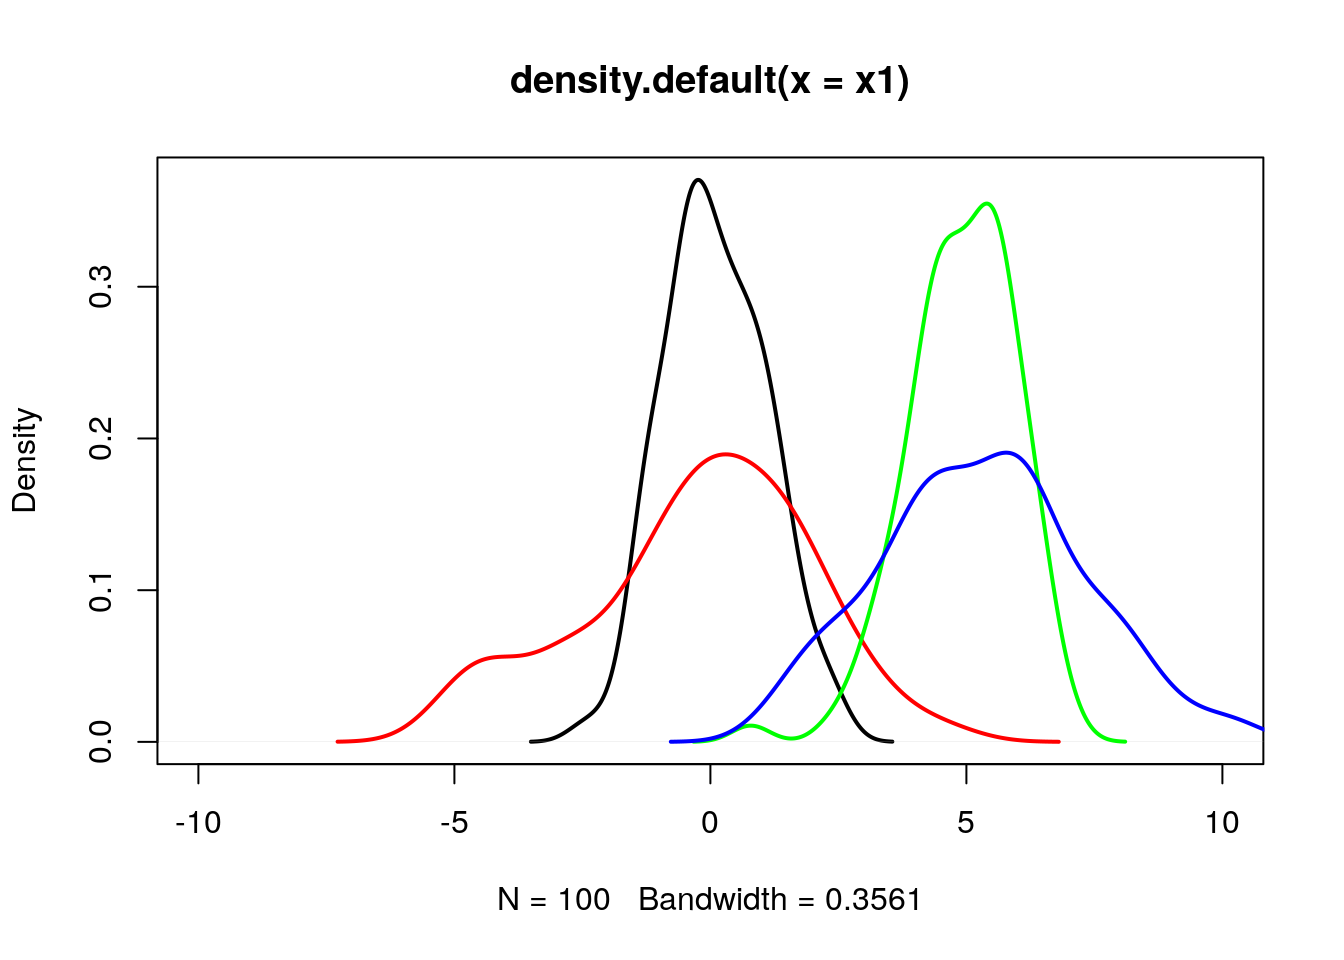 density.default(x = x1)
Density
0.3
0.2
0.1
0.0
-10 -5 0 5 10
N = 100 Bandwidth = 0.3561